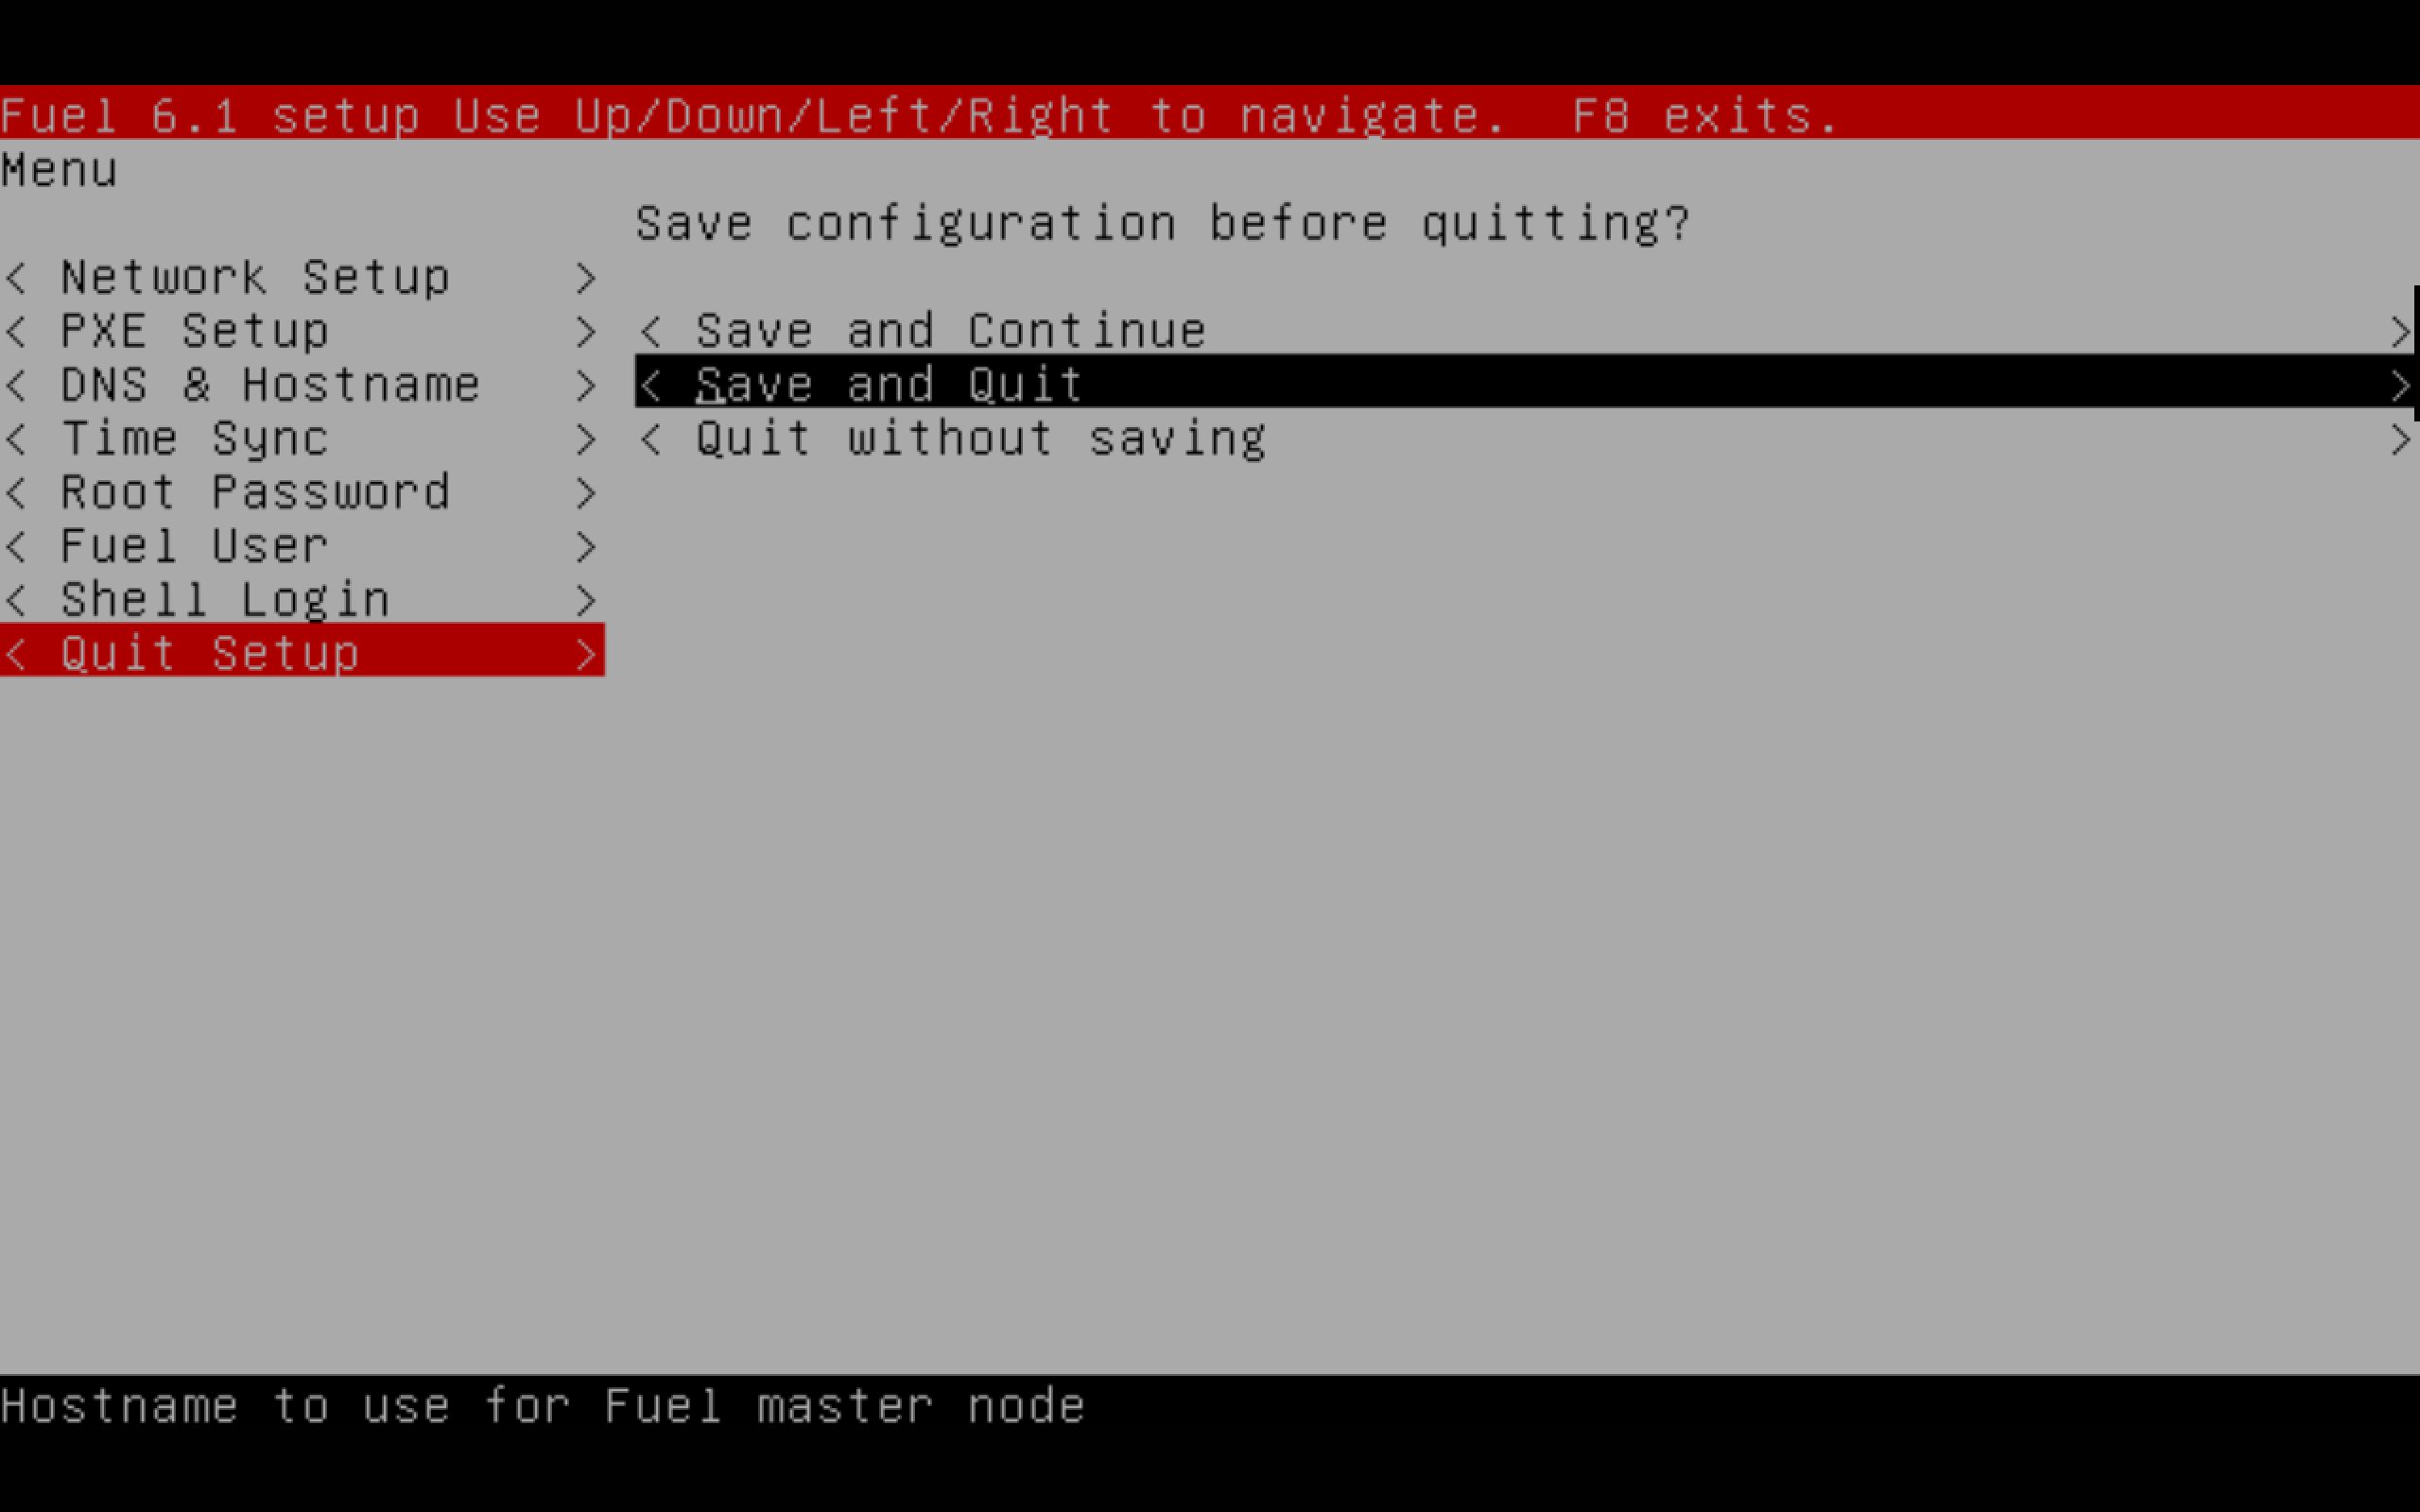 Fuel 6.1 setup Use Up/Down/Left/Right to navigate.  F8 exits.
Menu
Save configuration before quitting?
< Network Setup    >
< PXE Setup        > < Save and Continue >
< DNS & Hostname   > < Save and Quit >
< Time Sync        > < Quit without saving >
< Root Password    >
< Fuel User        >
< Shell Login      >
< Quit Setup       >
Hostname to use for Fuel master node